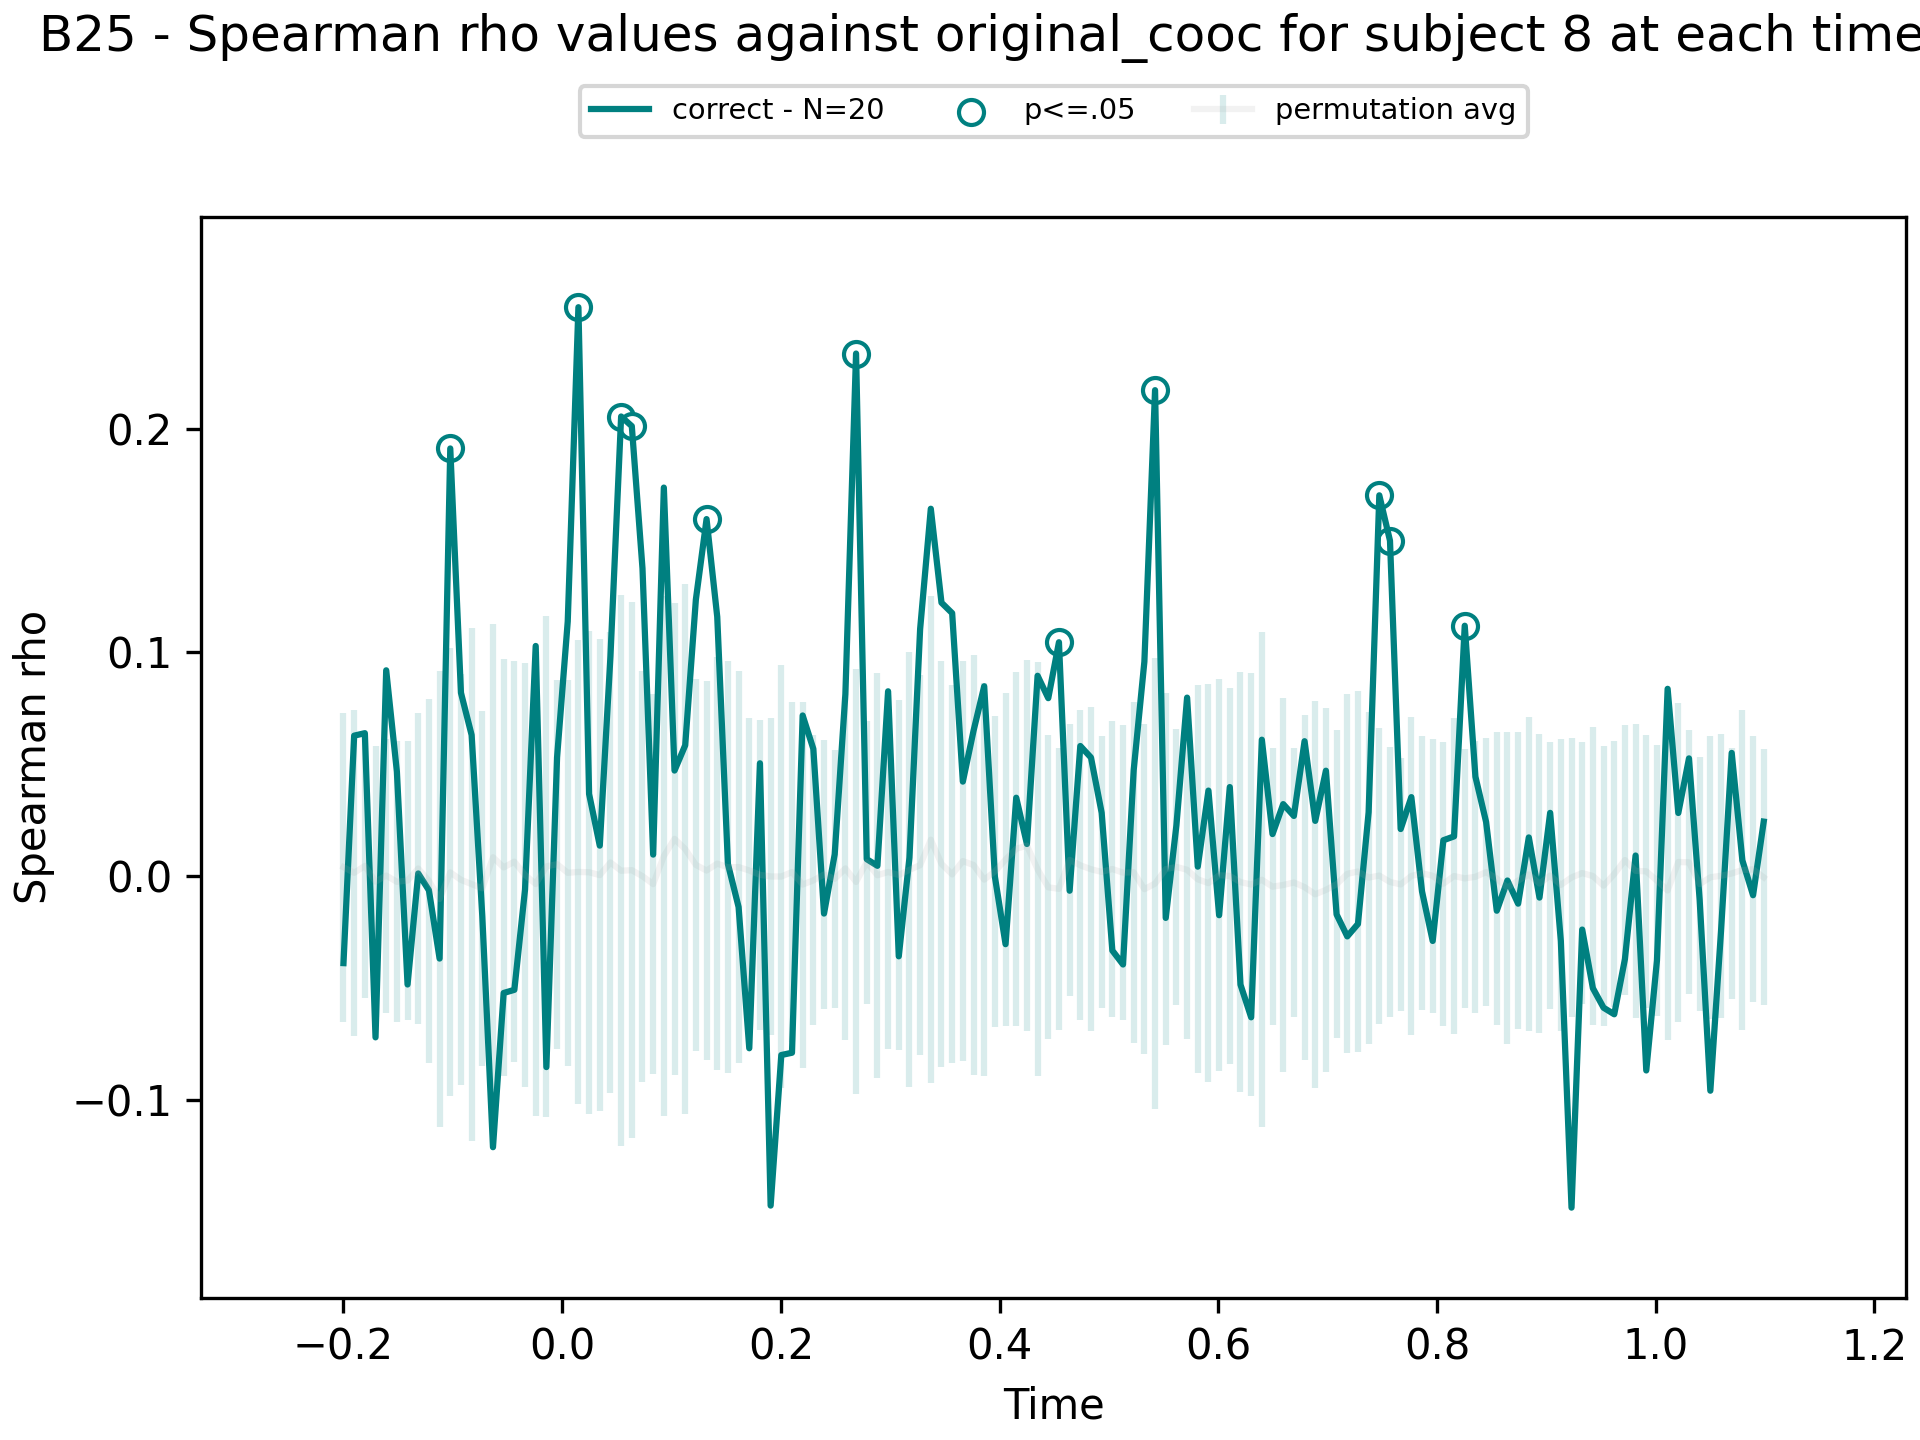 B25 - Spearman rho values against original_cooc for subject 8 at each time
correct - N=20
p<=.05
permutation avg
Spearman rho
0.2
0.1
0.0
−0.1
−0.2
0.0
0.2
0.4
0.6
0.8
1.0
1.2
Time